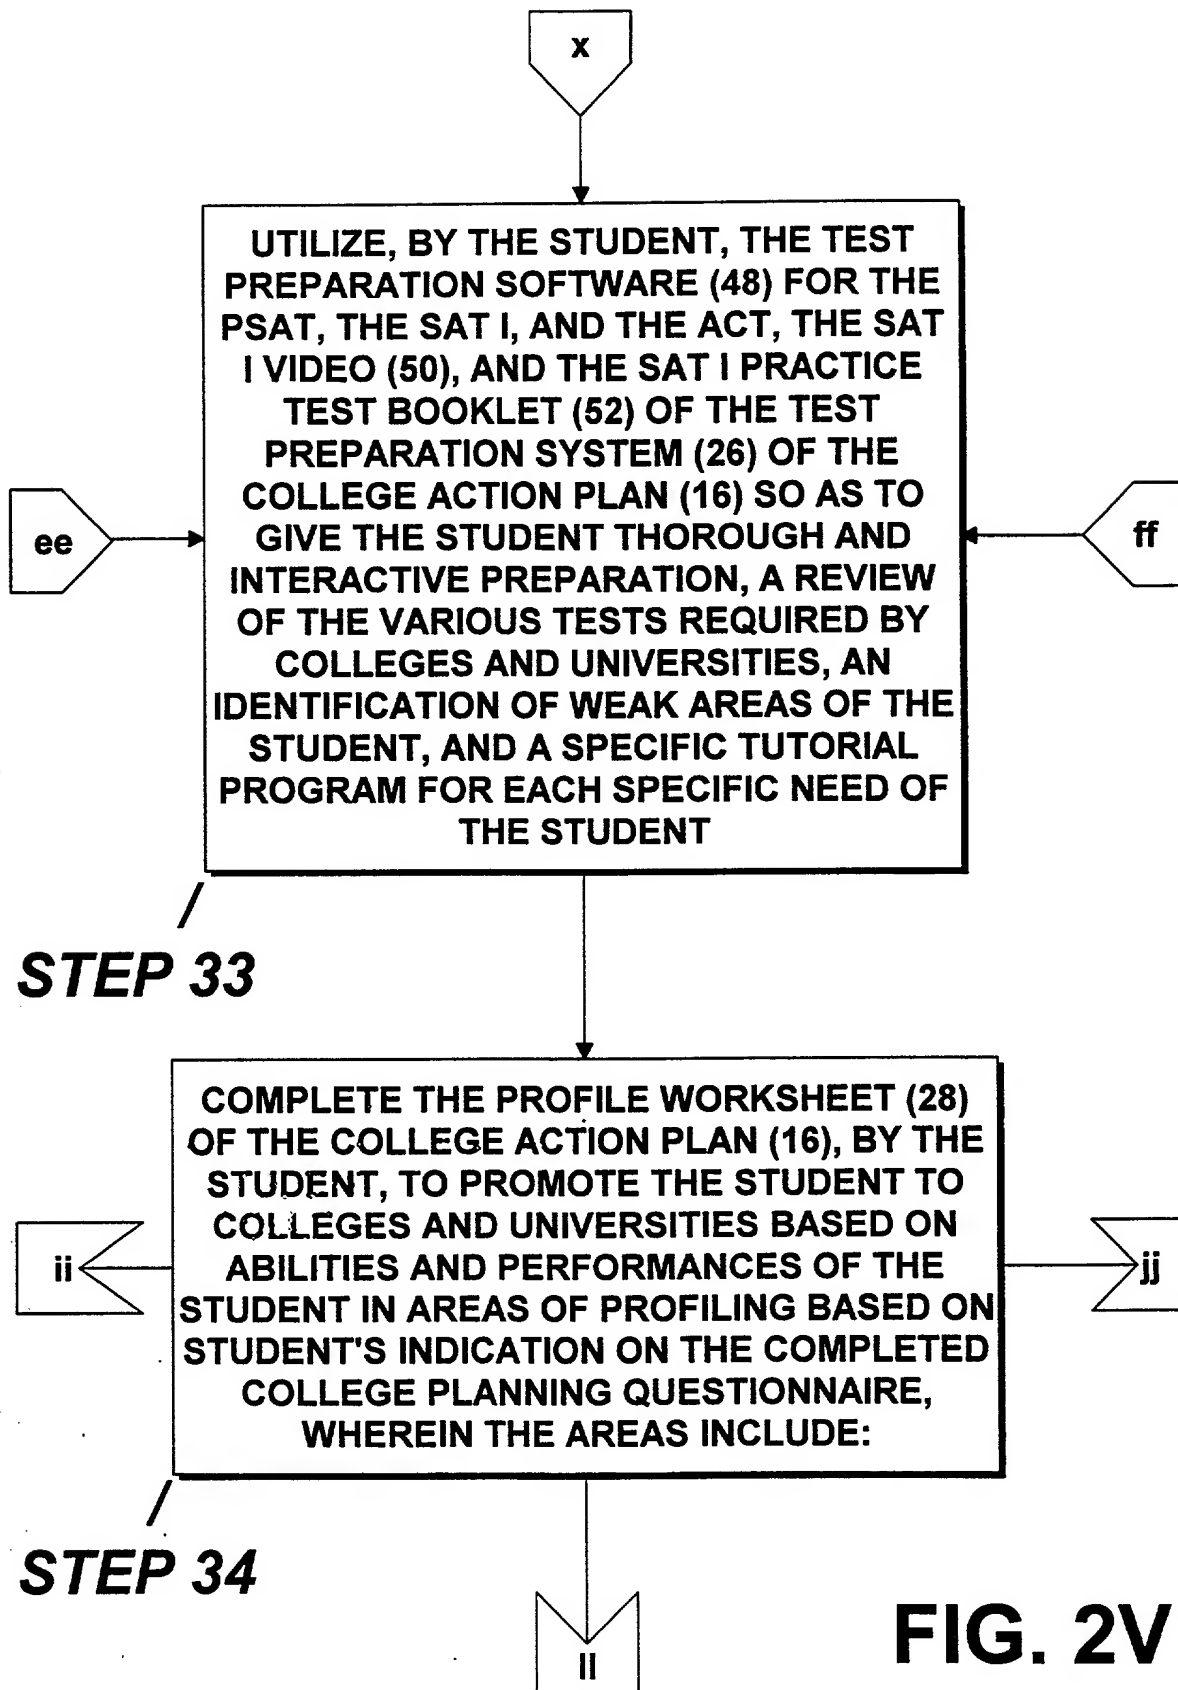 x
UTILIZE, BY THE STUDENT, THE TEST
PREPARATION SOFTWARE (48) FOR THE
PSAT, THE SAT I, AND THE ACT, THE SAT
I VIDEO (50), AND THE SAT I PRACTICE
TEST BOOKLET (52) OF THE TEST
PREPARATION SYSTEM (26) OF THE
COLLEGE ACTION PLAN (16) SO AS TO
GIVE THE STUDENT THOROUGH AND
INTERACTIVE PREPARATION, A REVIEW
OF THE VARIOUS TESTS REQUIRED BY
COLLEGES AND UNIVERSITIES, AN
IDENTIFICATION OF WEAK AREAS OF THE
STUDENT, AND A SPECIFIC TUTORIAL
PROGRAM FOR EACH SPECIFIC NEED OF
THE STUDENT
ee
ff
STEP 33
COMPLETE THE PROFILE WORKSHEET (28)
OF THE COLLEGE ACTION PLAN (16), BY THE
STUDENT, TO PROMOTE THE STUDENT TO
COLLEGES AND UNIVERSITIES BASED ON
ABILITIES AND PERFORMANCES OF THE
STUDENT IN AREAS OF PROFILING BASED ON
STUDENT'S INDICATION ON THE COMPLETED
COLLEGE PLANNING QUESTIONNAIRE,
WHEREIN THE AREAS INCLUDE:
ii
jj
STEP 34
ll
FIG. 2V